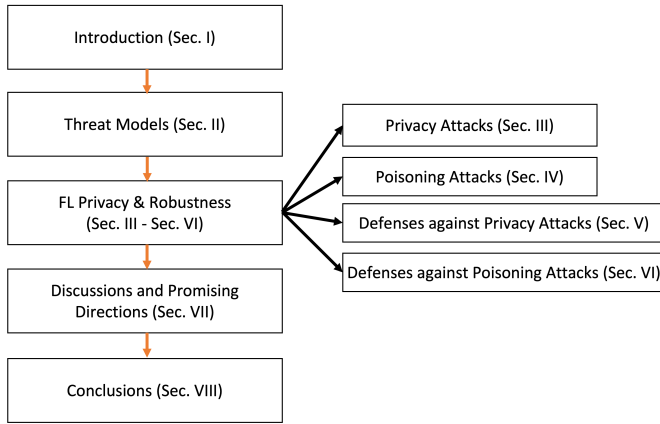 Introduction (Sec. I)
Threat Models (Sec. II)
FL Privacy & Robustness
(Sec. III - Sec. VI)
Privacy Attacks (Sec. III)
Poisoning Attacks (Sec. IV)
Defenses against Privacy Attacks (Sec. V)
Defenses against Poisoning Attacks (Sec. VI)
Discussions and Promising
Directions (Sec. VII)
Conclusions (Sec. VIII)